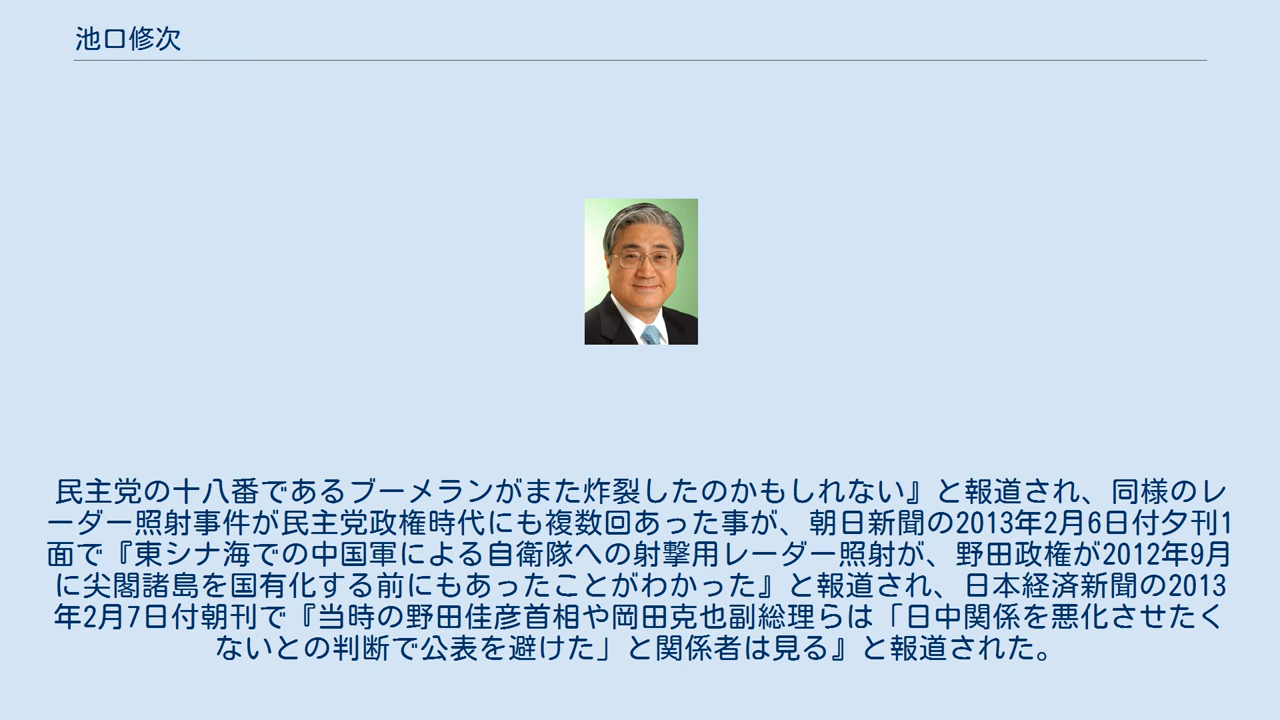 池口修次
民主党の十八番であるブーメランがまた炸裂したのかもしれない』と報道され、同様のレ
ーダー照射事件が民主党政権時代にも複数回あった事が、朝日新聞の2013年2月6日付夕刊1
面で『東シナ海での中国軍による自衛隊への射撃用レーダー照射が、野田政権が2012年9月
に尖閣諸島を国有化する前にもあったことがわかった』と報道され、日本経済新聞の2013
年2月7日付朝刊で『当時の野田佳彦首相や岡田克也副総理らは「日中関係を悪化させたく
ないとの判断で公表を避けた」と関係者は見る』と報道された。